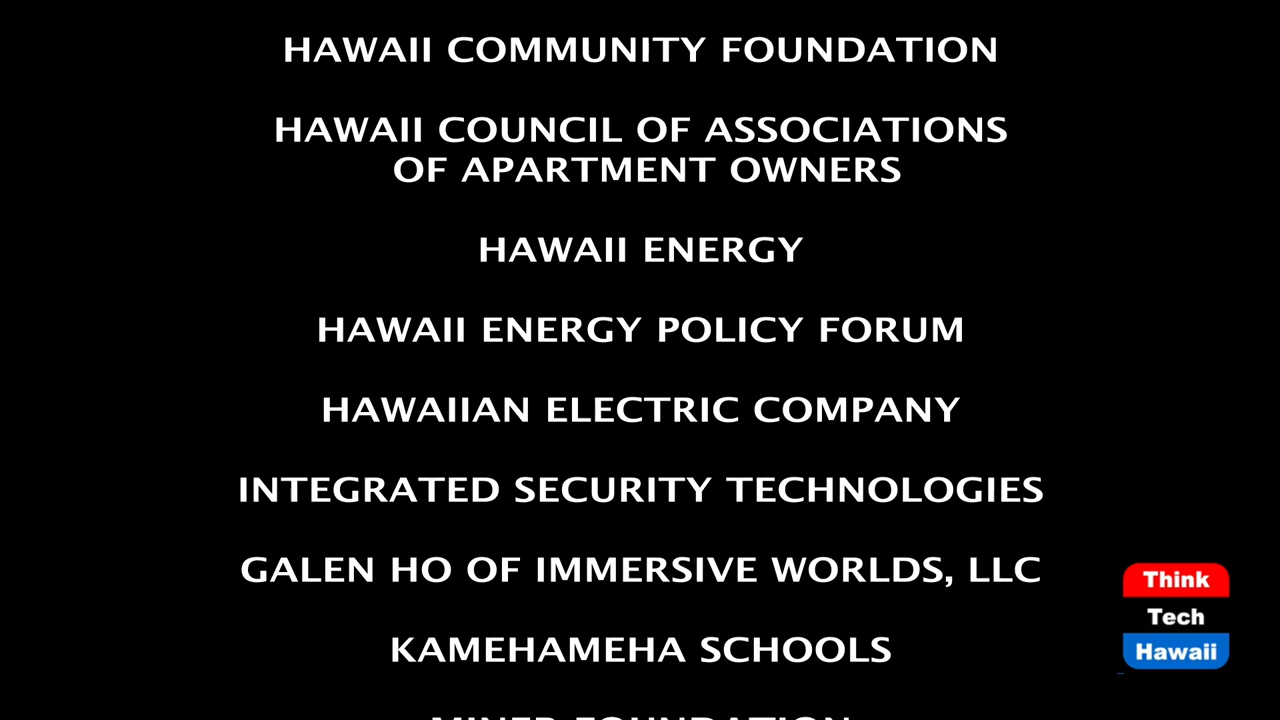 HAWAII COMMUNITY FOUNDATION
HAWAII COUNCIL OF ASSOCIATIONS
OF APARTMENT OWNERS
HAWAII ENERGY
HAWAII ENERGY POLICY FORUM
HAWAIIAN ELECTRIC COMPANY
INTEGRATED SECURITY TECHNOLOGIES
GALEN HO OF IMMERSIVE WORLDS, LLC
KAMEHAMEHA SCHOOLS
FOUNDATION
Think
Tech
Hawaii